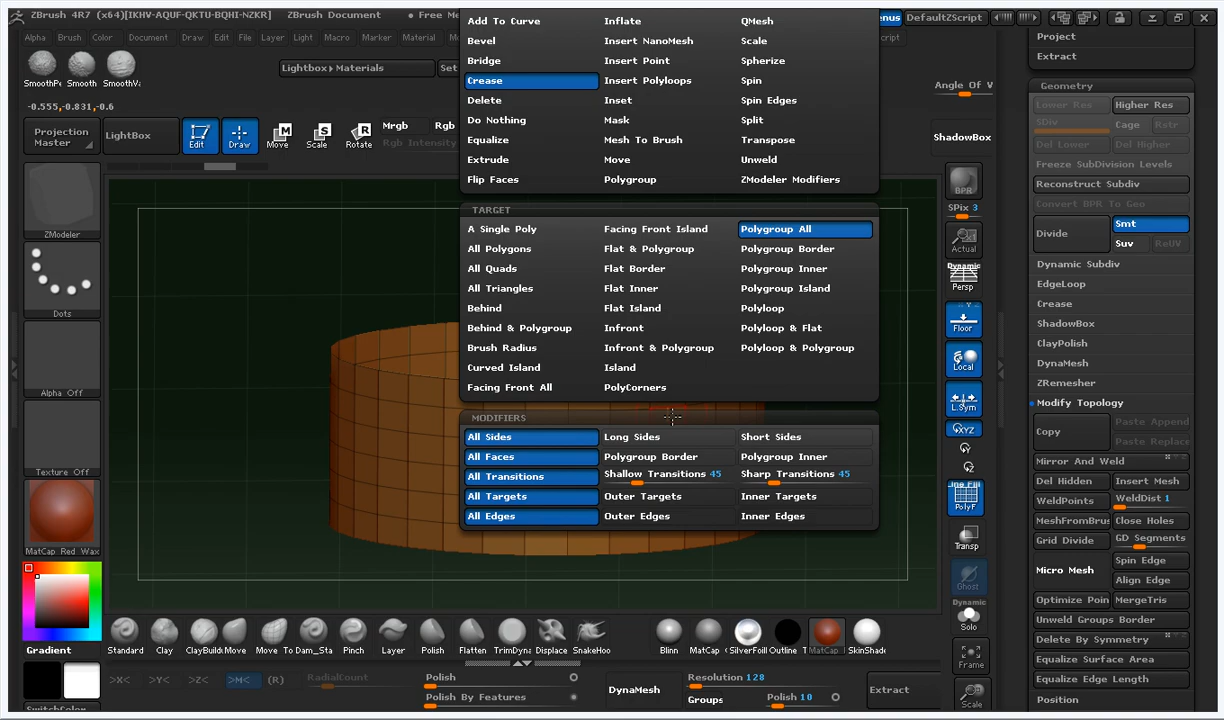 ZBrush 4R7 (x64)[IKHV-AQUF-QKTU-BQHI-NZKR]   ZBrush Document   • Free Me   enus   DefaultZScript
Alpha Brush Color Document Draw Edit File Layer Light Macro Marker Material   cript
SmoothPe Smooth SmoothVa
Lightbox▸Materials   Set
-0.555,-0.831,-0.6
Projection Master
LightBox
Edit Draw Move Scale Rotate
Mrgb Rgb
Rgb Intensity
Angle Of V
ShadowBox
Add To Curve   Inflate   QMesh
Bevel   Insert NanoMesh   Scale
Bridge   Insert Point   Spherize
Crease   Insert Polyloops   Spin
Delete   Inset   Spin Edges
Do Nothing   Mask   Split
Equalize   Mesh To Brush   Transpose
Extrude   Move   Unweld
Flip Faces   Polygroup   ZModeler Modifiers
TARGET
A Single Poly   Facing Front Island   Polygroup All
All Polygons   Flat & Polygroup   Polygroup Border
All Quads   Flat Border   Polygroup Inner
All Triangles   Flat Inner   Polygroup Island
Behind   Flat Island   Polyloop
Behind & Polygroup   Infront   Polyloop & Flat
Brush Radius   Infront & Polygroup   Polyloop & Polygroup
Curved Island   Island
Facing Front All   PolyCorners
MODIFIERS
All Sides   Long Sides   Short Sides
All Faces   Polygroup Border   Polygroup Inner
All Transitions   Shallow Transitions 45   Sharp Transitions 45
All Targets   Outer Targets   Inner Targets
All Edges   Outer Edges   Inner Edges
ZModeler
Dots
Alpha Off
Texture Off
MatCap Red Wax
Gradient
SwitchColor
BPR
SPix 3
Actual
Dynamic
Persp
Floor
Local
L.Sym
XYZ
Line Fill
PolyF
Transp
Ghost
Dynamic
Solo
Frame
Scale
Project
Extract
Geometry
Lower Res   Higher Res
SDiv   Cage   Rstr
Del Lower   Del Higher
Freeze SubDivision Levels
Reconstruct Subdiv
Convert BPR To Geo
Divide   Smt
Suv   ReUV
Dynamic Subdiv
EdgeLoop
Crease
ShadowBox
ClayPolish
DynaMesh
ZRemesher
Modify Topology
Copy   Paste Append
Paste Replace
Mirror And Weld
Del Hidden   Insert Mesh
WeldPoints   WeldDist 1
MeshFromBrus   Close Holes
Grid Divide   GD Segments
Micro Mesh   Spin Edge
Align Edge
Optimize Poin   MergeTris
Unweld Groups Border
Delete By Symmetry
Equalize Surface Area
Equalize Edge Length
Position
Standard Clay ClayBuild Move Move To Dam_Sta Pinch Layer Polish Flatten TrimDyna Displace SnakeHoo   Blinn MatCap SilverFoil Outline T MatCap SkinShade
>X< >Y< >Z< >M< (R)   RadialCount
Polish
Polish By Features
DynaMesh
Resolution 128
Groups   Polish 10
Extract